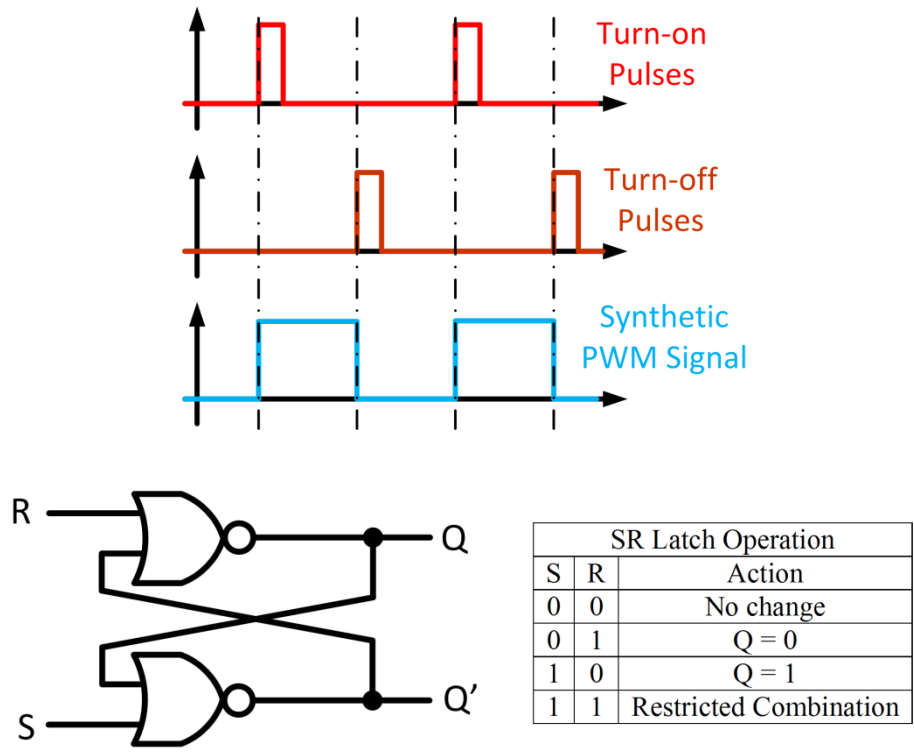 Turn-on
Pulses
Turn-off
Pulses
Synthetic
PWM Signal
R
Q
S
Q'
SR Latch Operation
S R Action
0 0 No change
0 1 Q = 0
1 0 Q = 1
1 1 Restricted Combination